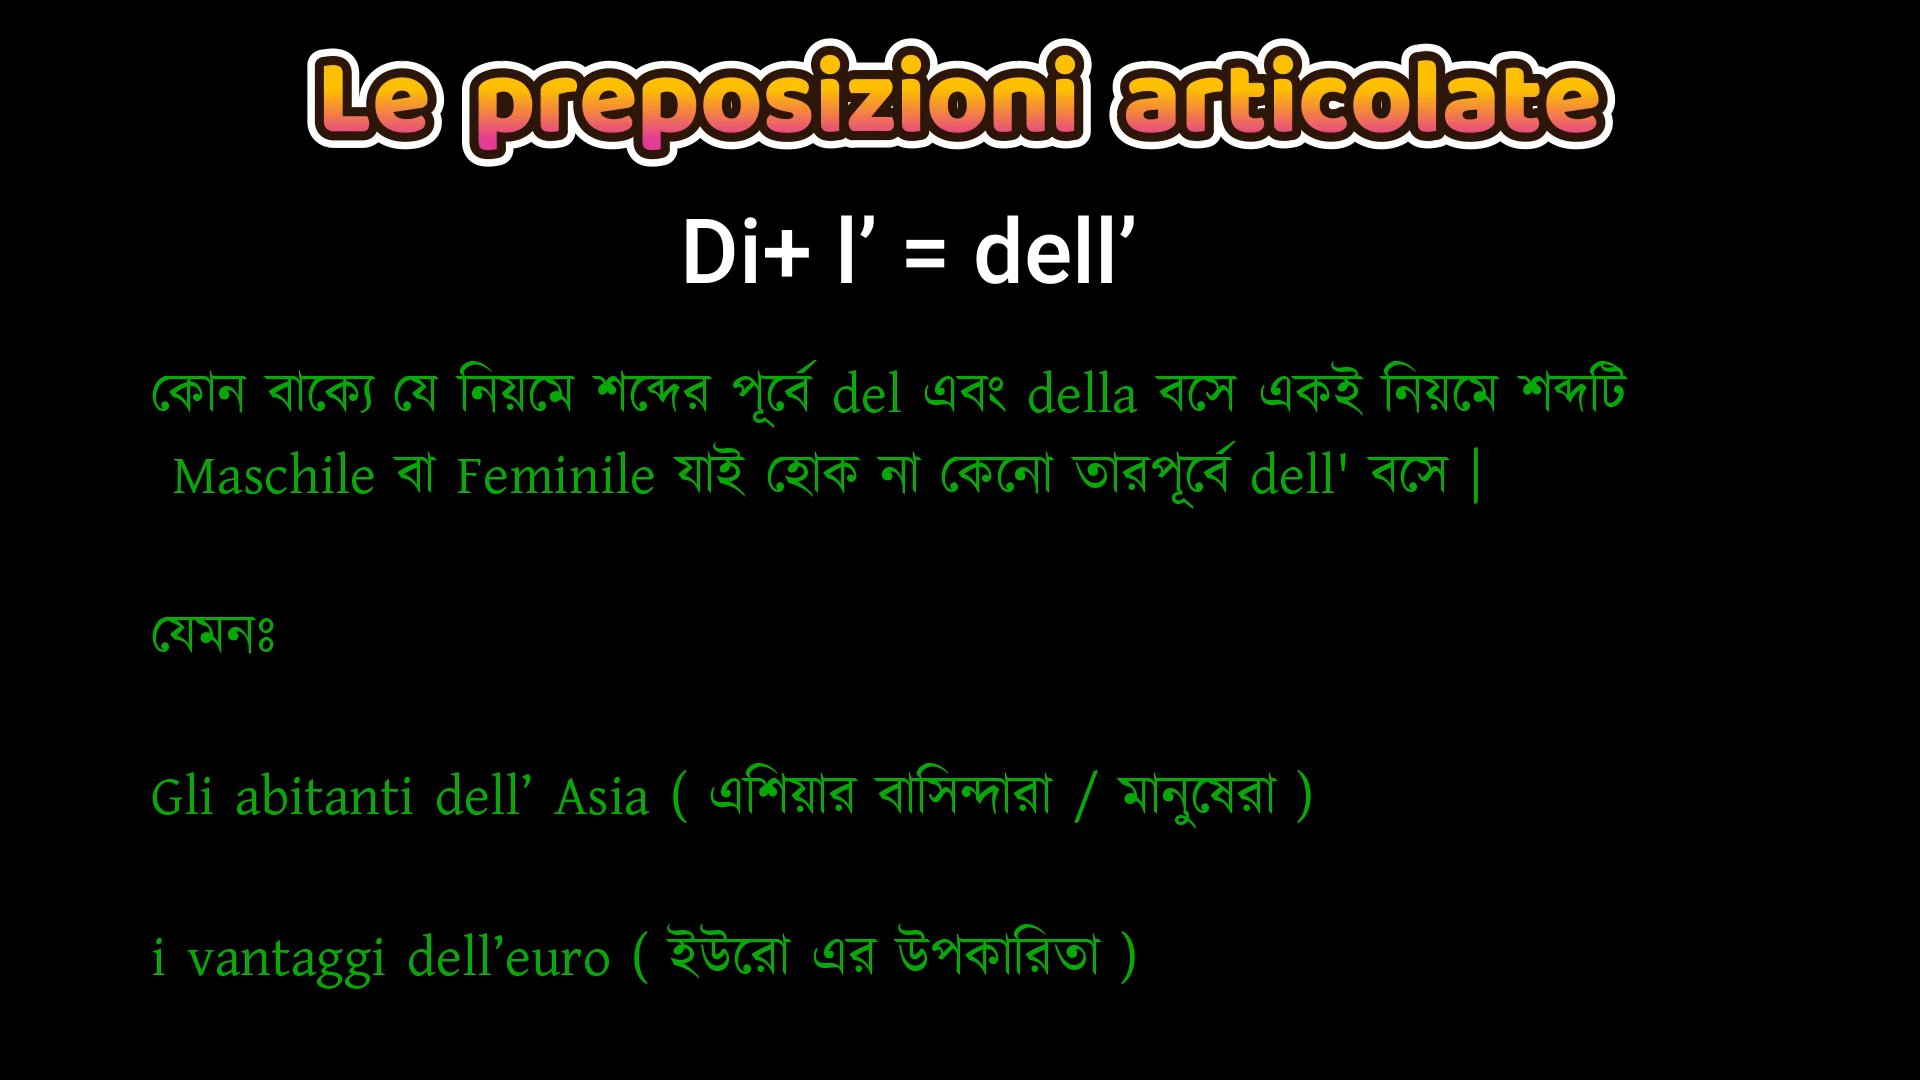 Le preposizioni articolate
Di+ l’ = dell’
কোন বাক্যে যে নিয়মে শব্দের পূর্বে del এবং della বসে একই নিয়মে শব্দটি
Maschile বা Feminile যাই হোক না কেনো তারপূর্বে dell' বসে |
যেমনঃ
Gli abitanti dell’ Asia ( এশিয়ার বাসিন্দারা / মানুষেরা )
i vantaggi dell’euro ( ইউরো এর উপকারিতা )